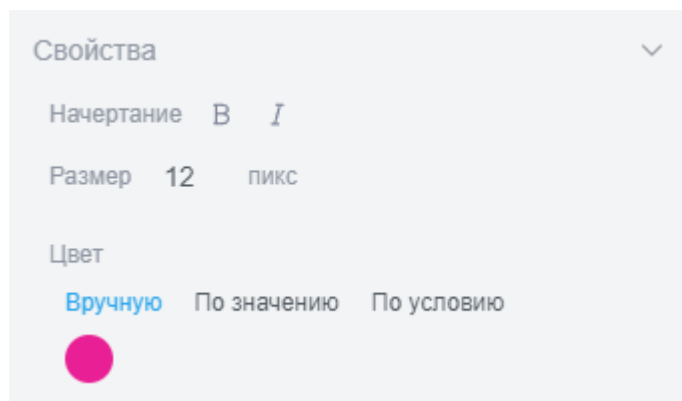 Свойства
Начертание B I
Размер 12 пикс
Цвет
Вручную По значению По условию